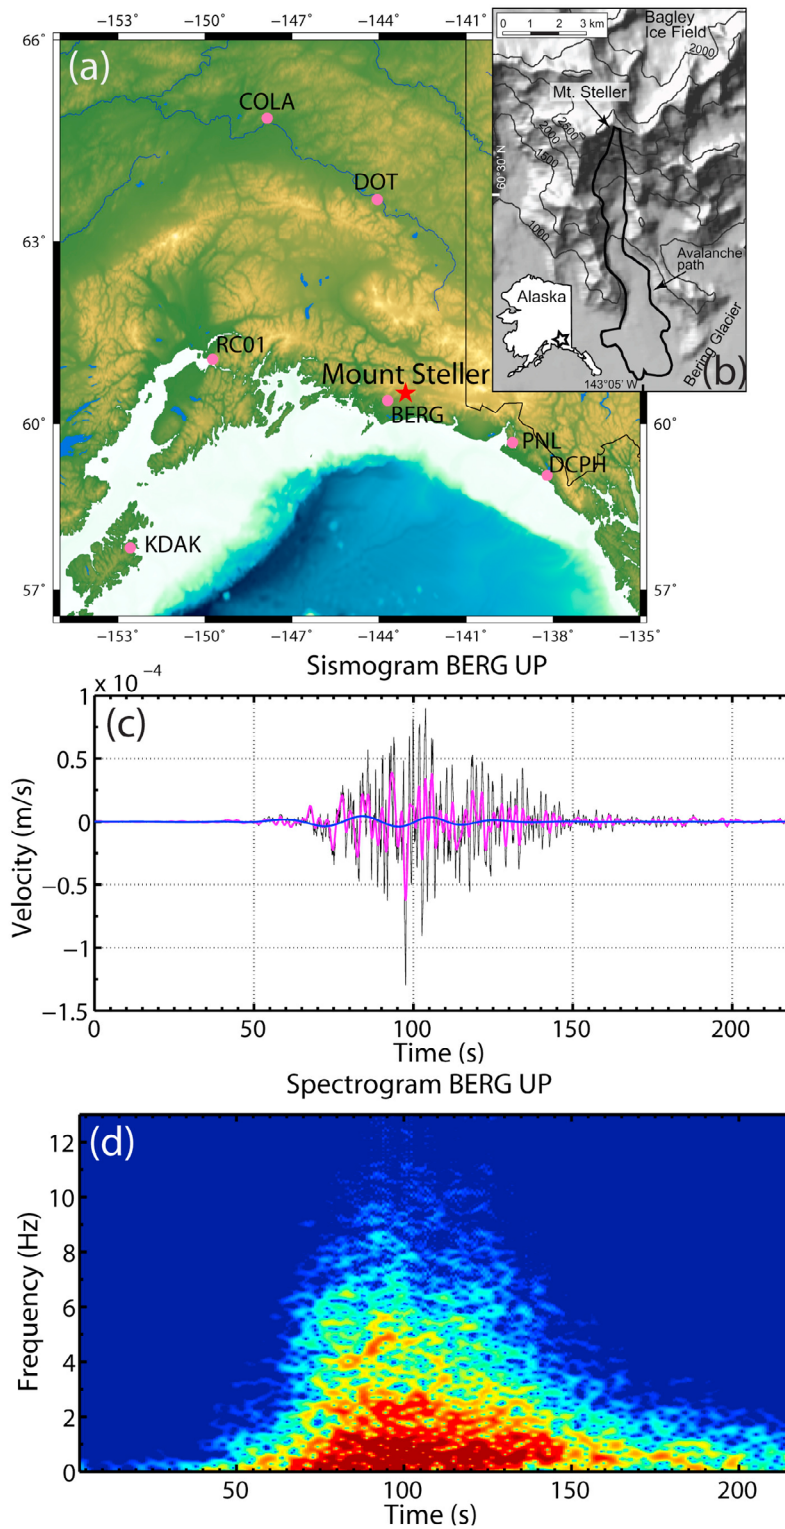 (a)
−153˚
−150˚
−147˚
−144˚
−141˚
66˚
63˚
60˚
57˚
COLA
DOT
RC01
Mount Steller
BERG
PNL
DCPH
KDAK
60˚
57˚
−153˚
−150˚
−147˚
−144˚
−141˚
−138˚
−135˚
0 1 2 3 km
Bagley
Ice Field
2000
Mt. Steller
2500
2000
1500
1000
0
60°30' N
Avalanche
path
Alaska
Bering Glacier
143°05' W
(b)
Sismogram BERG UP
x 10⁻⁴
(c)
1
0.5
0
−0.5
−1
−1.5
Velocity (m/s)
0 50 100 150 200
Time (s)
Spectrogram BERG UP
(d)
12
10
8
6
4
2
0
Frequency (Hz)
50 100 150 200
Time (s)